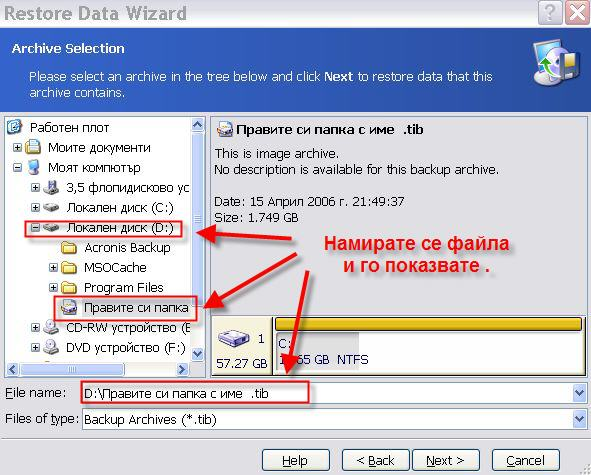 Restore Data Wizard
Archive Selection
Please select an archive in the tree below and click Next to restore data that this
archive contains.
Работен плот
Моите документи
Моят компютър
3,5 флопидисково ус
Локален диск (C:)
Локален диск (D:)
Acronis Backup
MSOCache
Program Files
Правите си папка
CD-RW устройство (E
DVD устройство (F:)
Правите си папка с име .tib
This is image archive.
No description is available for this backup archive.
Date: 15 Април 2006 г. 21:49:37
Size: 1.749 GB
Намирате се файла
и го показвате .
1
57.27 GB
C:
GB NTFS
File name:
D:\Правите си папка с име .tib
Files of type:
Backup Archives (*.tib)
Help
< Back
Next >
Cancel